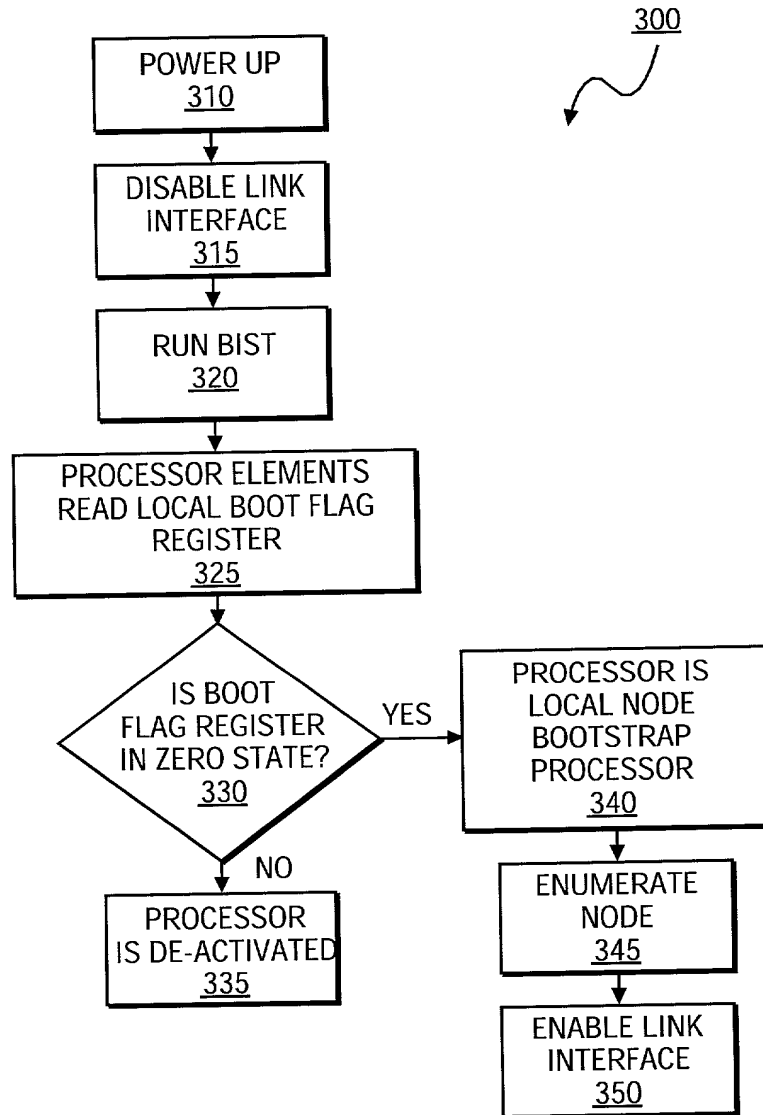 300
POWER UP
310
DISABLE LINK
INTERFACE
315
RUN BIST
320
PROCESSOR ELEMENTS
READ LOCAL BOOT FLAG
REGISTER
325
IS BOOT
FLAG REGISTER
IN ZERO STATE?
330
YES
NO
PROCESSOR
IS DE-ACTIVATED
335
PROCESSOR IS
LOCAL NODE
BOOTSTRAP
PROCESSOR
340
ENUMERATE
NODE
345
ENABLE LINK
INTERFACE
350